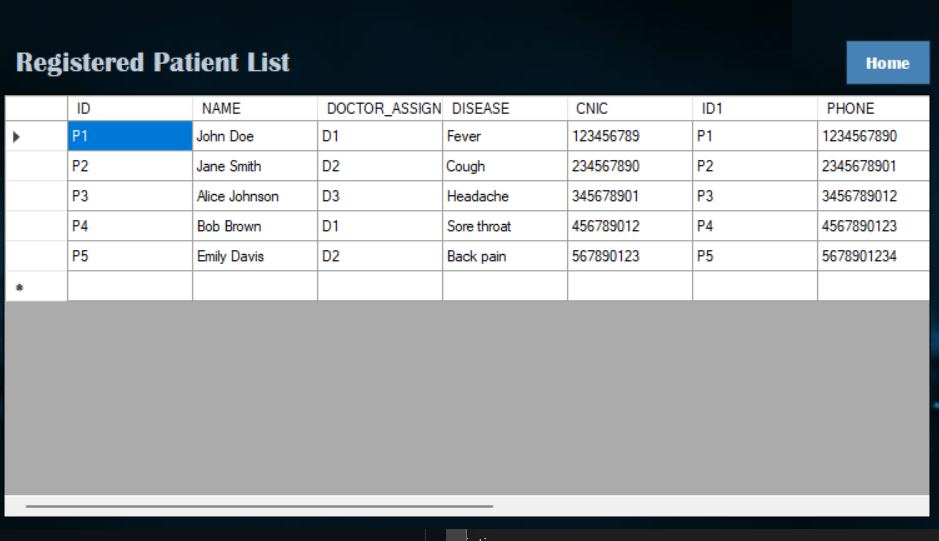 Registered Patient List
Home
ID NAME DOCTOR_ASSIGN DISEASE CNIC ID1 PHONE
P1 John Doe D1 Fever 123456789 P1 1234567890
P2 Jane Smith D2 Cough 234567890 P2 2345678901
P3 Alice Johnson D3 Headache 345678901 P3 3456789012
P4 Bob Brown D1 Sore throat 456789012 P4 4567890123
P5 Emily Davis D2 Back pain 567890123 P5 5678901234